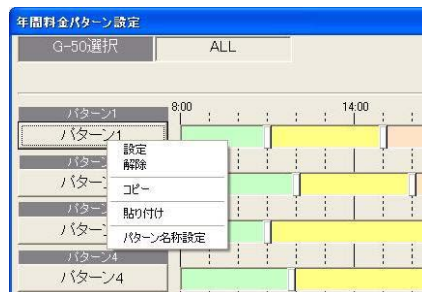 年間料金パターン設定
G-50選択 ALL
パターン1 8:00 14:00
パターン1
設定
解除
コピー
貼り付け
パターン名称設定
パターン4
パターン4